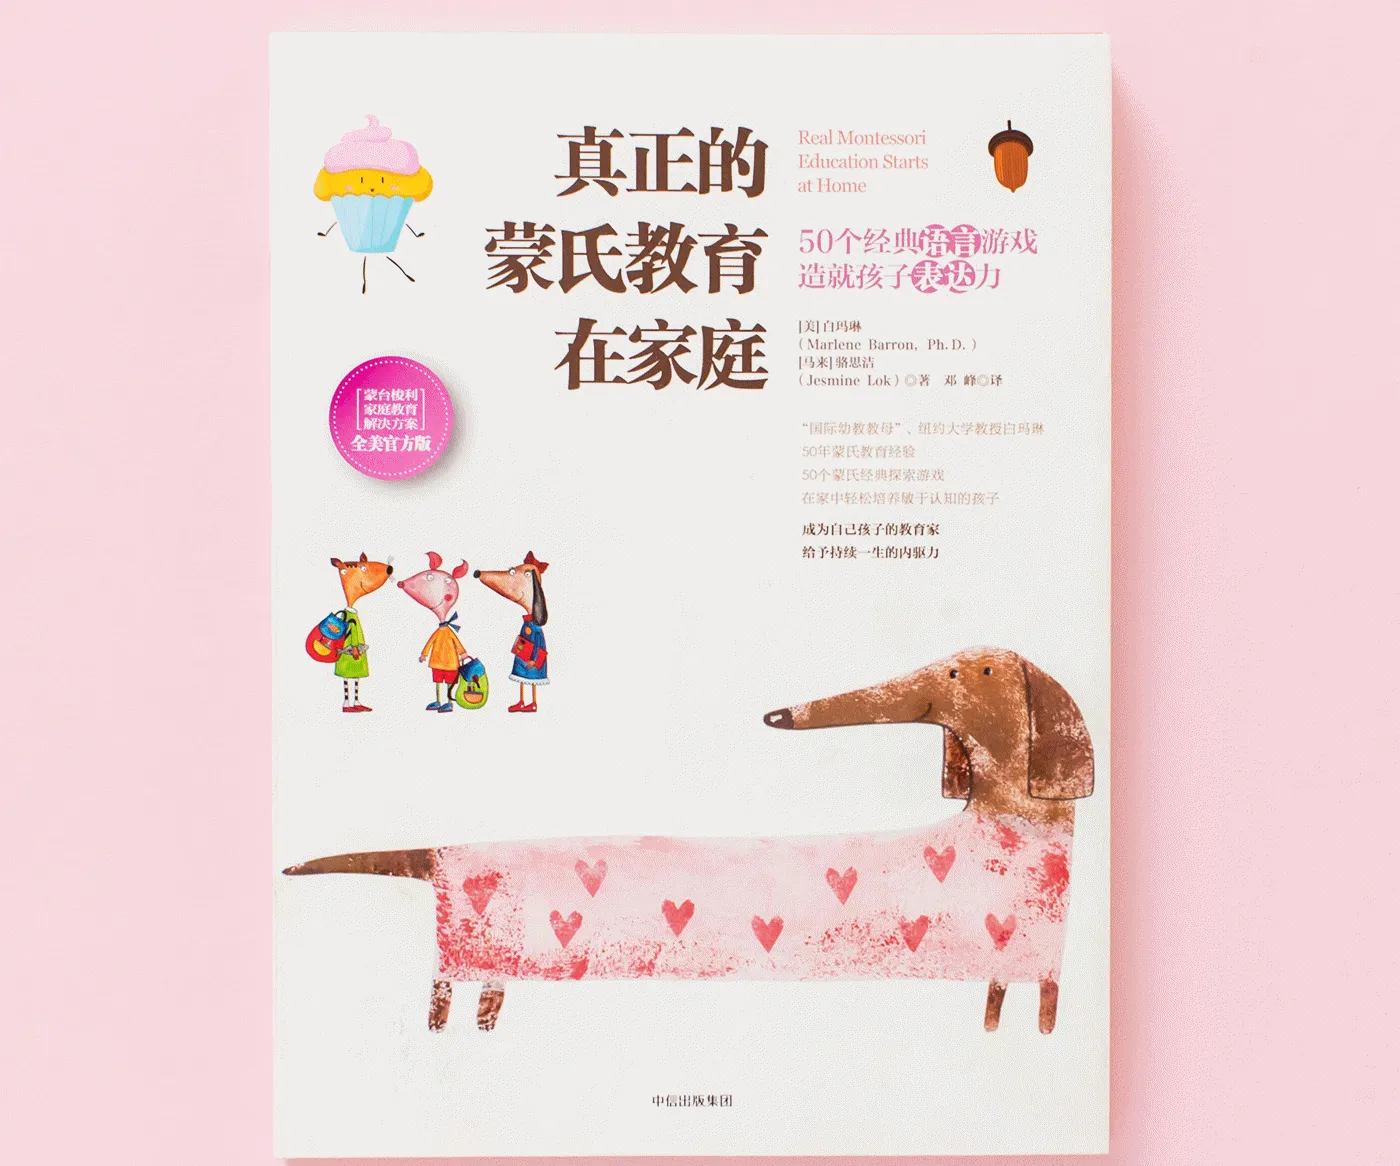 真正的
蒙氏教育
在家庭
Real Montessori
Education Starts
at Home
50个经典语言游戏
造就孩子表达力
[美] 白玛琳
(Marlene Barron, Ph.D.)
[马来] 骆思洁
(Jesmine Lok) ◎著 邓 峰◎译
“国际幼教教母”、纽约大学教授白玛琳
50年蒙氏教育经验
50个蒙氏经典探索游戏
在家中轻松培养敏于认知的孩子
成为自己孩子的教育家
给予持续一生的内驱力
蒙台梭利
家庭教育
解决方案
全美官方版
中信出版集团